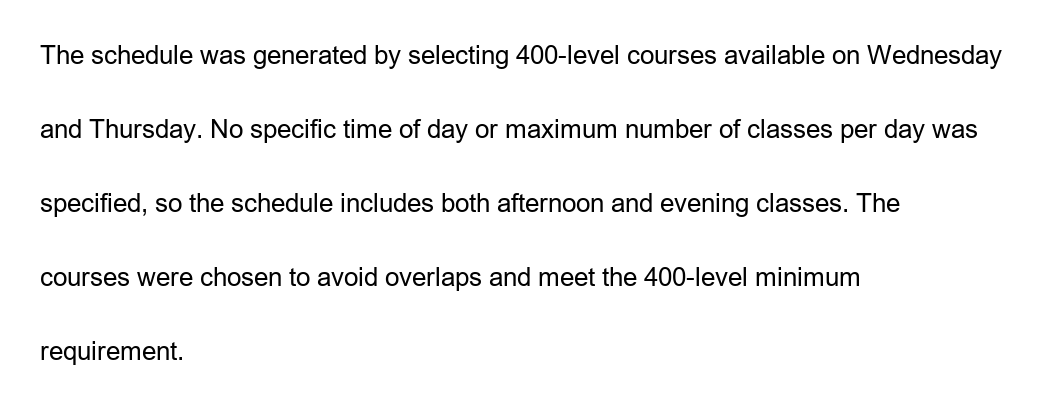 The schedule was generated by selecting 400-level courses available on Wednesday
and Thursday. No specific time of day or maximum number of classes per day was
specified, so the schedule includes both afternoon and evening classes. The
courses were chosen to avoid overlaps and meet the 400-level minimum
requirement.